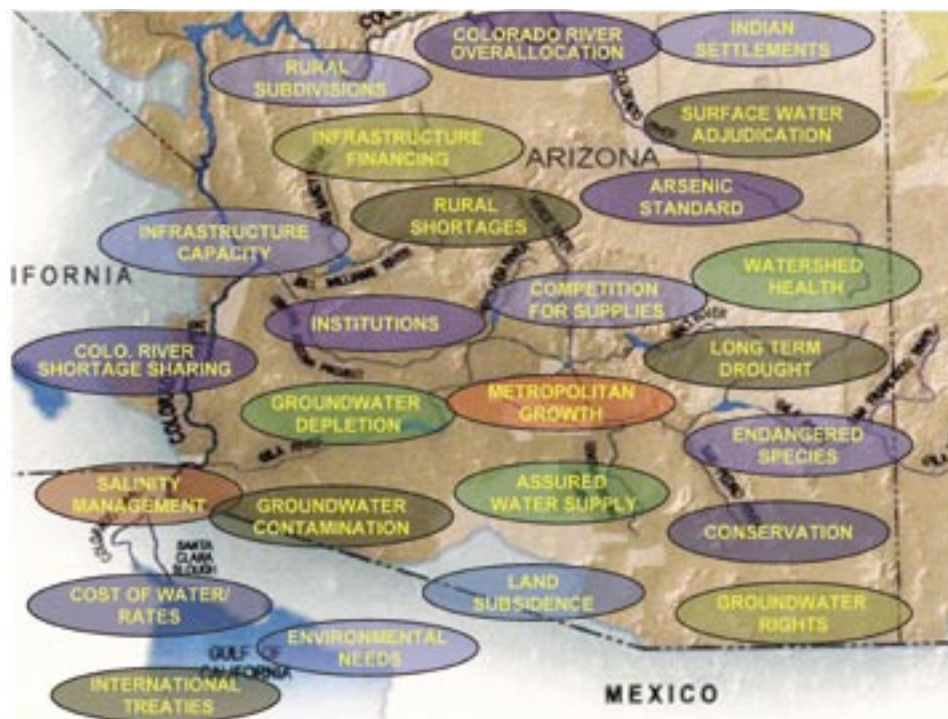 COLORADO RIVER
OVERALLOCATION
INDIAN
SETTLEMENTS
RURAL
SUBDIVISIONS
SURFACE WATER
ADJUDICATION
INFRASTRUCTURE
FINANCING
ARIZONA
ARSENIC
STANDARD
RURAL
SHORTAGES
INFRASTRUCTURE
CAPACITY
WATERSHED
HEALTH
IFORNIA
COMPETITION
FOR SUPPLIES
INSTITUTIONS
COLO. RIVER
SHORTAGE SHARING
LONG TERM
DROUGHT
METROPOLITAN
GROWTH
GROUNDWATER
DEPLETION
ENDANGERED
SPECIES
SALINITY
MANAGEMENT
ASSURED
WATER SUPPLY
GROUNDWATER
CONTAMINATION
CONSERVATION
SANTA
CLARA
SLOUGH
COST OF WATER/
RATES
LAND
SUBSIDENCE
GROUNDWATER
RIGHTS
ENVIRONMENTAL
NEEDS
GULF OF
CALIFORNIA
INTERNATIONAL
TREATIES
MEXICO